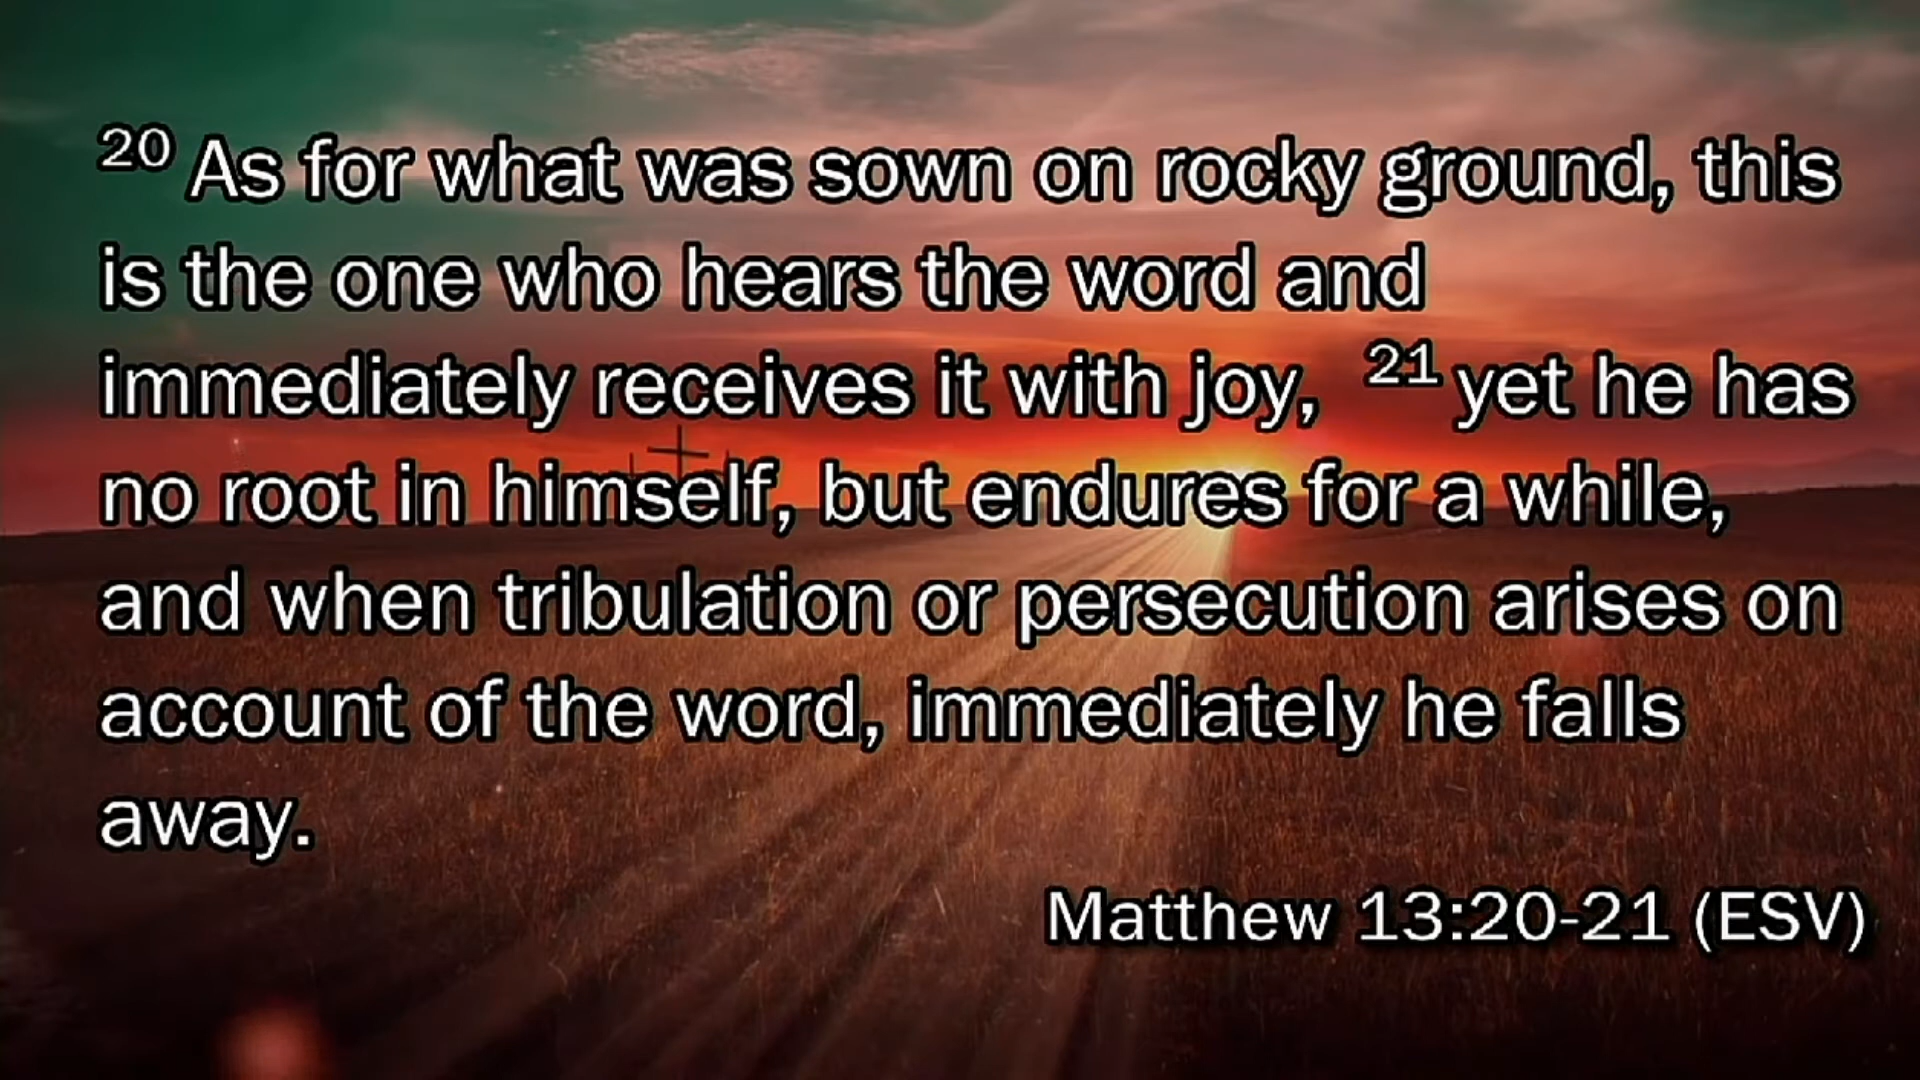 20 As for what was sown on rocky ground, this
is the one who hears the word and
immediately receives it with joy, 21 yet he has
no root in himself, but endures for a while,
and when tribulation or persecution arises on
account of the word, immediately he falls
away.
Matthew 13:20-21 (ESV)